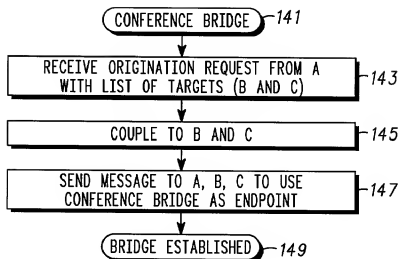 CONFERENCE BRIDGE 141
RECEIVE ORIGINATION REQUEST FROM A
WITH LIST OF TARGETS (B AND C) 143
COUPLE TO B AND C 145
SEND MESSAGE TO A, B, C TO USE
CONFERENCE BRIDGE AS ENDPOINT 147
BRIDGE ESTABLISHED 149